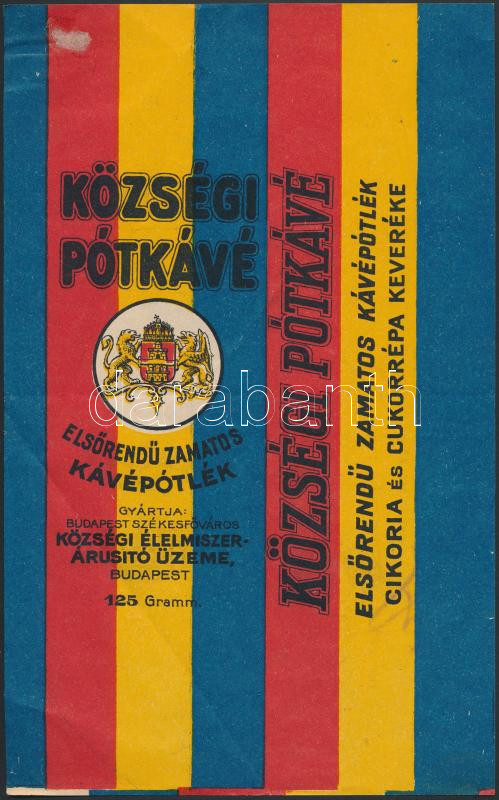 KÖZSÉGI
PÓTKÁVÉ
ELSŐRENDŰ ZAMATOS
KÁVÉPÓTLÉK
GYÁRTJA:
BUDAPEST SZÉKESFŐVÁROS
KÖZSÉGI ÉLELMISZER-
ÁRUSITÓ ÜZEME,
BUDAPEST
125 Gramm.
KÖZSÉGI PÓTKÁVÉ
ELSŐRENDŰ ZAMATOS KÁVÉPÓTLÉK
CIKORIA és CUKORRÉPA KEVERÉKE
darabanth